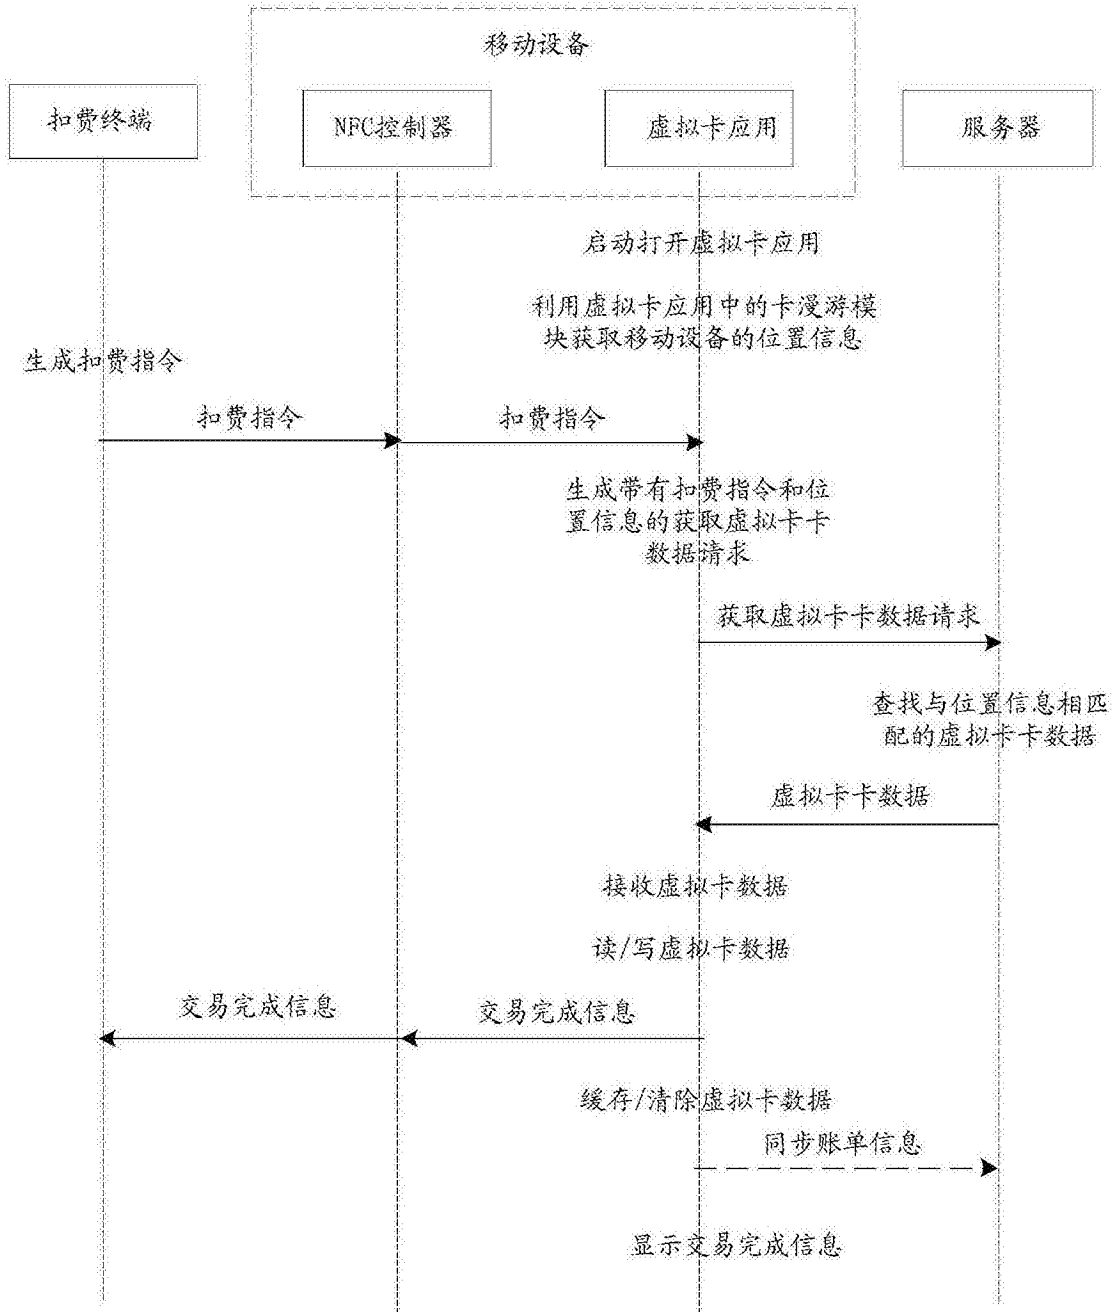 移动设备
扣费终端
NFC控制器
虚拟卡应用
服务器
启动打开虚拟卡应用
利用虚拟卡应用中的卡漫游模
块获取移动设备的位置信息
生成扣费指令
扣费指令
扣费指令
生成带有扣费指令和位
置信息的获取虚拟卡卡
数据请求
获取虚拟卡卡数据请求
查找与位置信息相匹
配的虚拟卡卡数据
虚拟卡卡数据
接收虚拟卡数据
读/写虚拟卡数据
交易完成信息
交易完成信息
缓存/清除虚拟卡数据
同步账单信息
显示交易完成信息